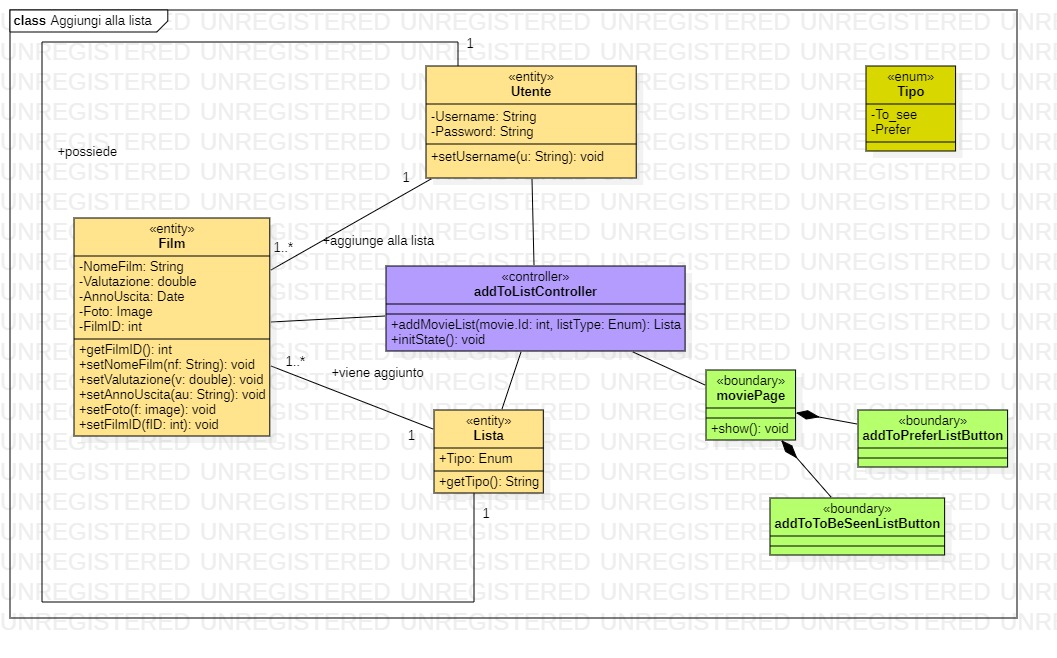 class Aggiungi alla lista
1
«entity»
Utente
-Username: String
-Password: String
+setUsername(u: String): void
«enum»
Tipo
-To_see
-Prefer
+possiede
1
1..*
+aggiunge alla lista
«entity»
Film
-NomeFilm: String
-Valutazione: double
-AnnoUscita: Date
-Foto: Image
-FilmID: int
+getFilmID(): int
+setNomeFilm(nf: String): void
+setValutazione(v: double): void
+setAnnoUscita(au: String): void
+setFoto(f: image): void
+setFilmID(fID: int): void
«controller»
addToListController
+addMovieList(movie.Id: int, listType: Enum): Lista
+initState(): void
1..*
+viene aggiunto
1
«entity»
Lista
+Tipo: Enum
+getTipo(): String
1
«boundary»
moviePage
+show(): void
«boundary»
addToPreferListButton
«boundary»
addToToBeSeenListButton
UNREGISTERED